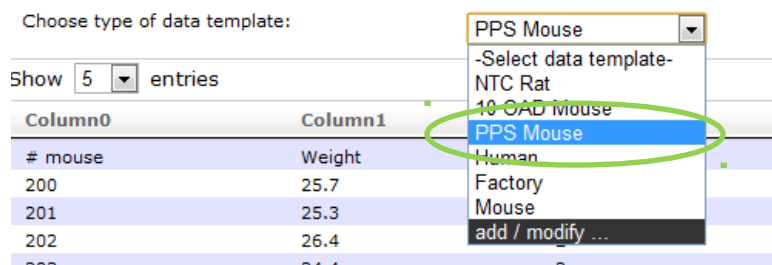 Choose type of data template:
PPS Mouse
-Select data template-
NTC Rat
10 OAD Mouse
PPS Mouse
Human
Factory
Mouse
add / modify ...
Show 5 entries
Column0 Column1
# mouse Weight
200 25.7
201 25.3
202 26.4